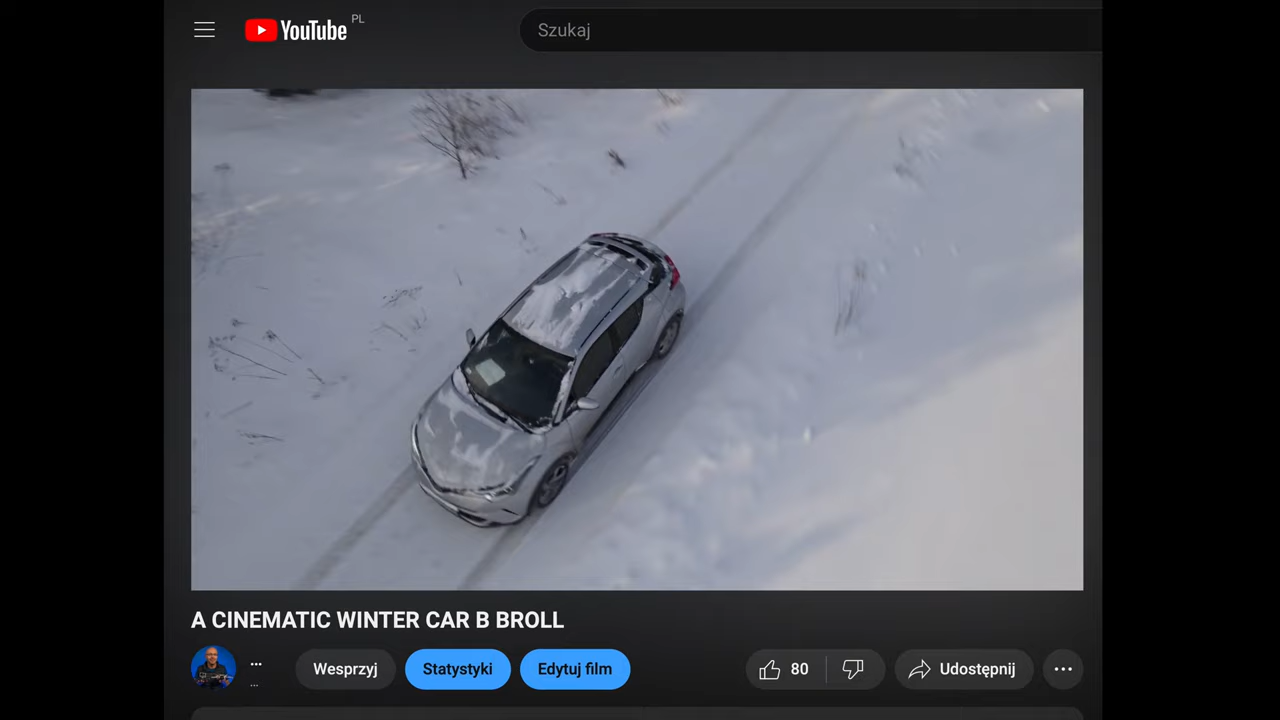 YouTube PL
Szukaj
A CINEMATIC WINTER CAR B BROLL
...
...
Wesprzyj
Statystyki
Edytuj film
80
Udostępnij